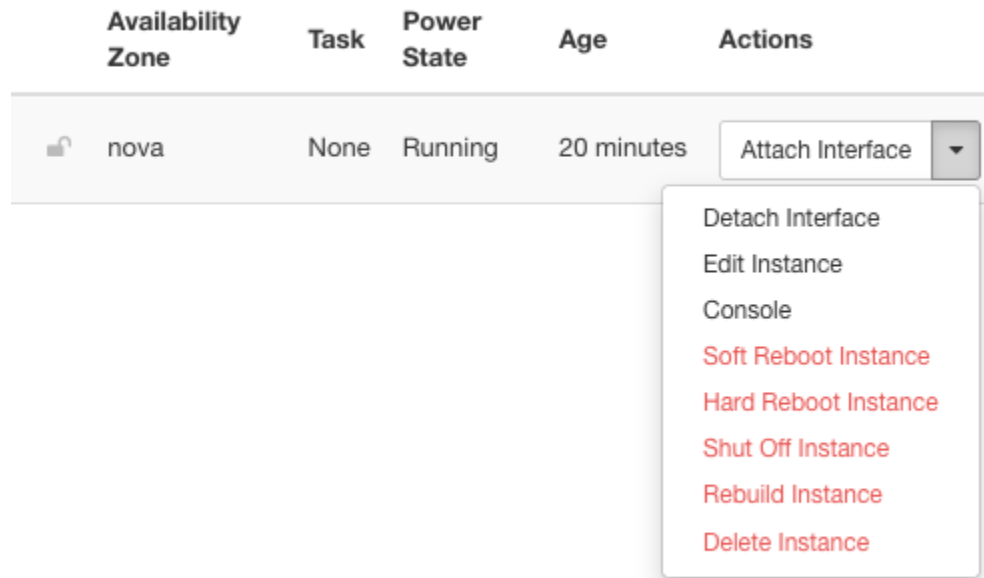 Availability Zone Task Power State Age Actions
nova None Running 20 minutes Attach Interface
Detach Interface
Edit Instance
Console
Soft Reboot Instance
Hard Reboot Instance
Shut Off Instance
Rebuild Instance
Delete Instance